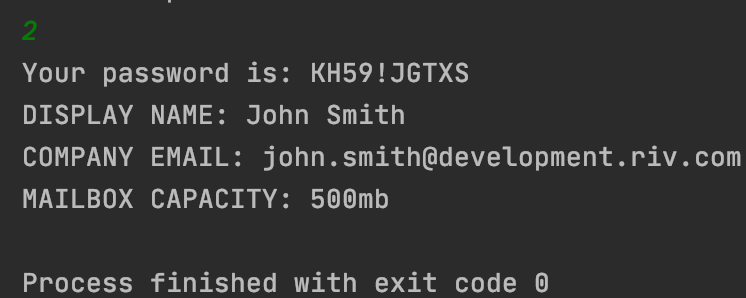 2
Your password is: KH59!JGTXS
DISPLAY NAME: John Smith
COMPANY EMAIL: john.smith@development.riv.com
MAILBOX CAPACITY: 500mb
Process finished with exit code 0